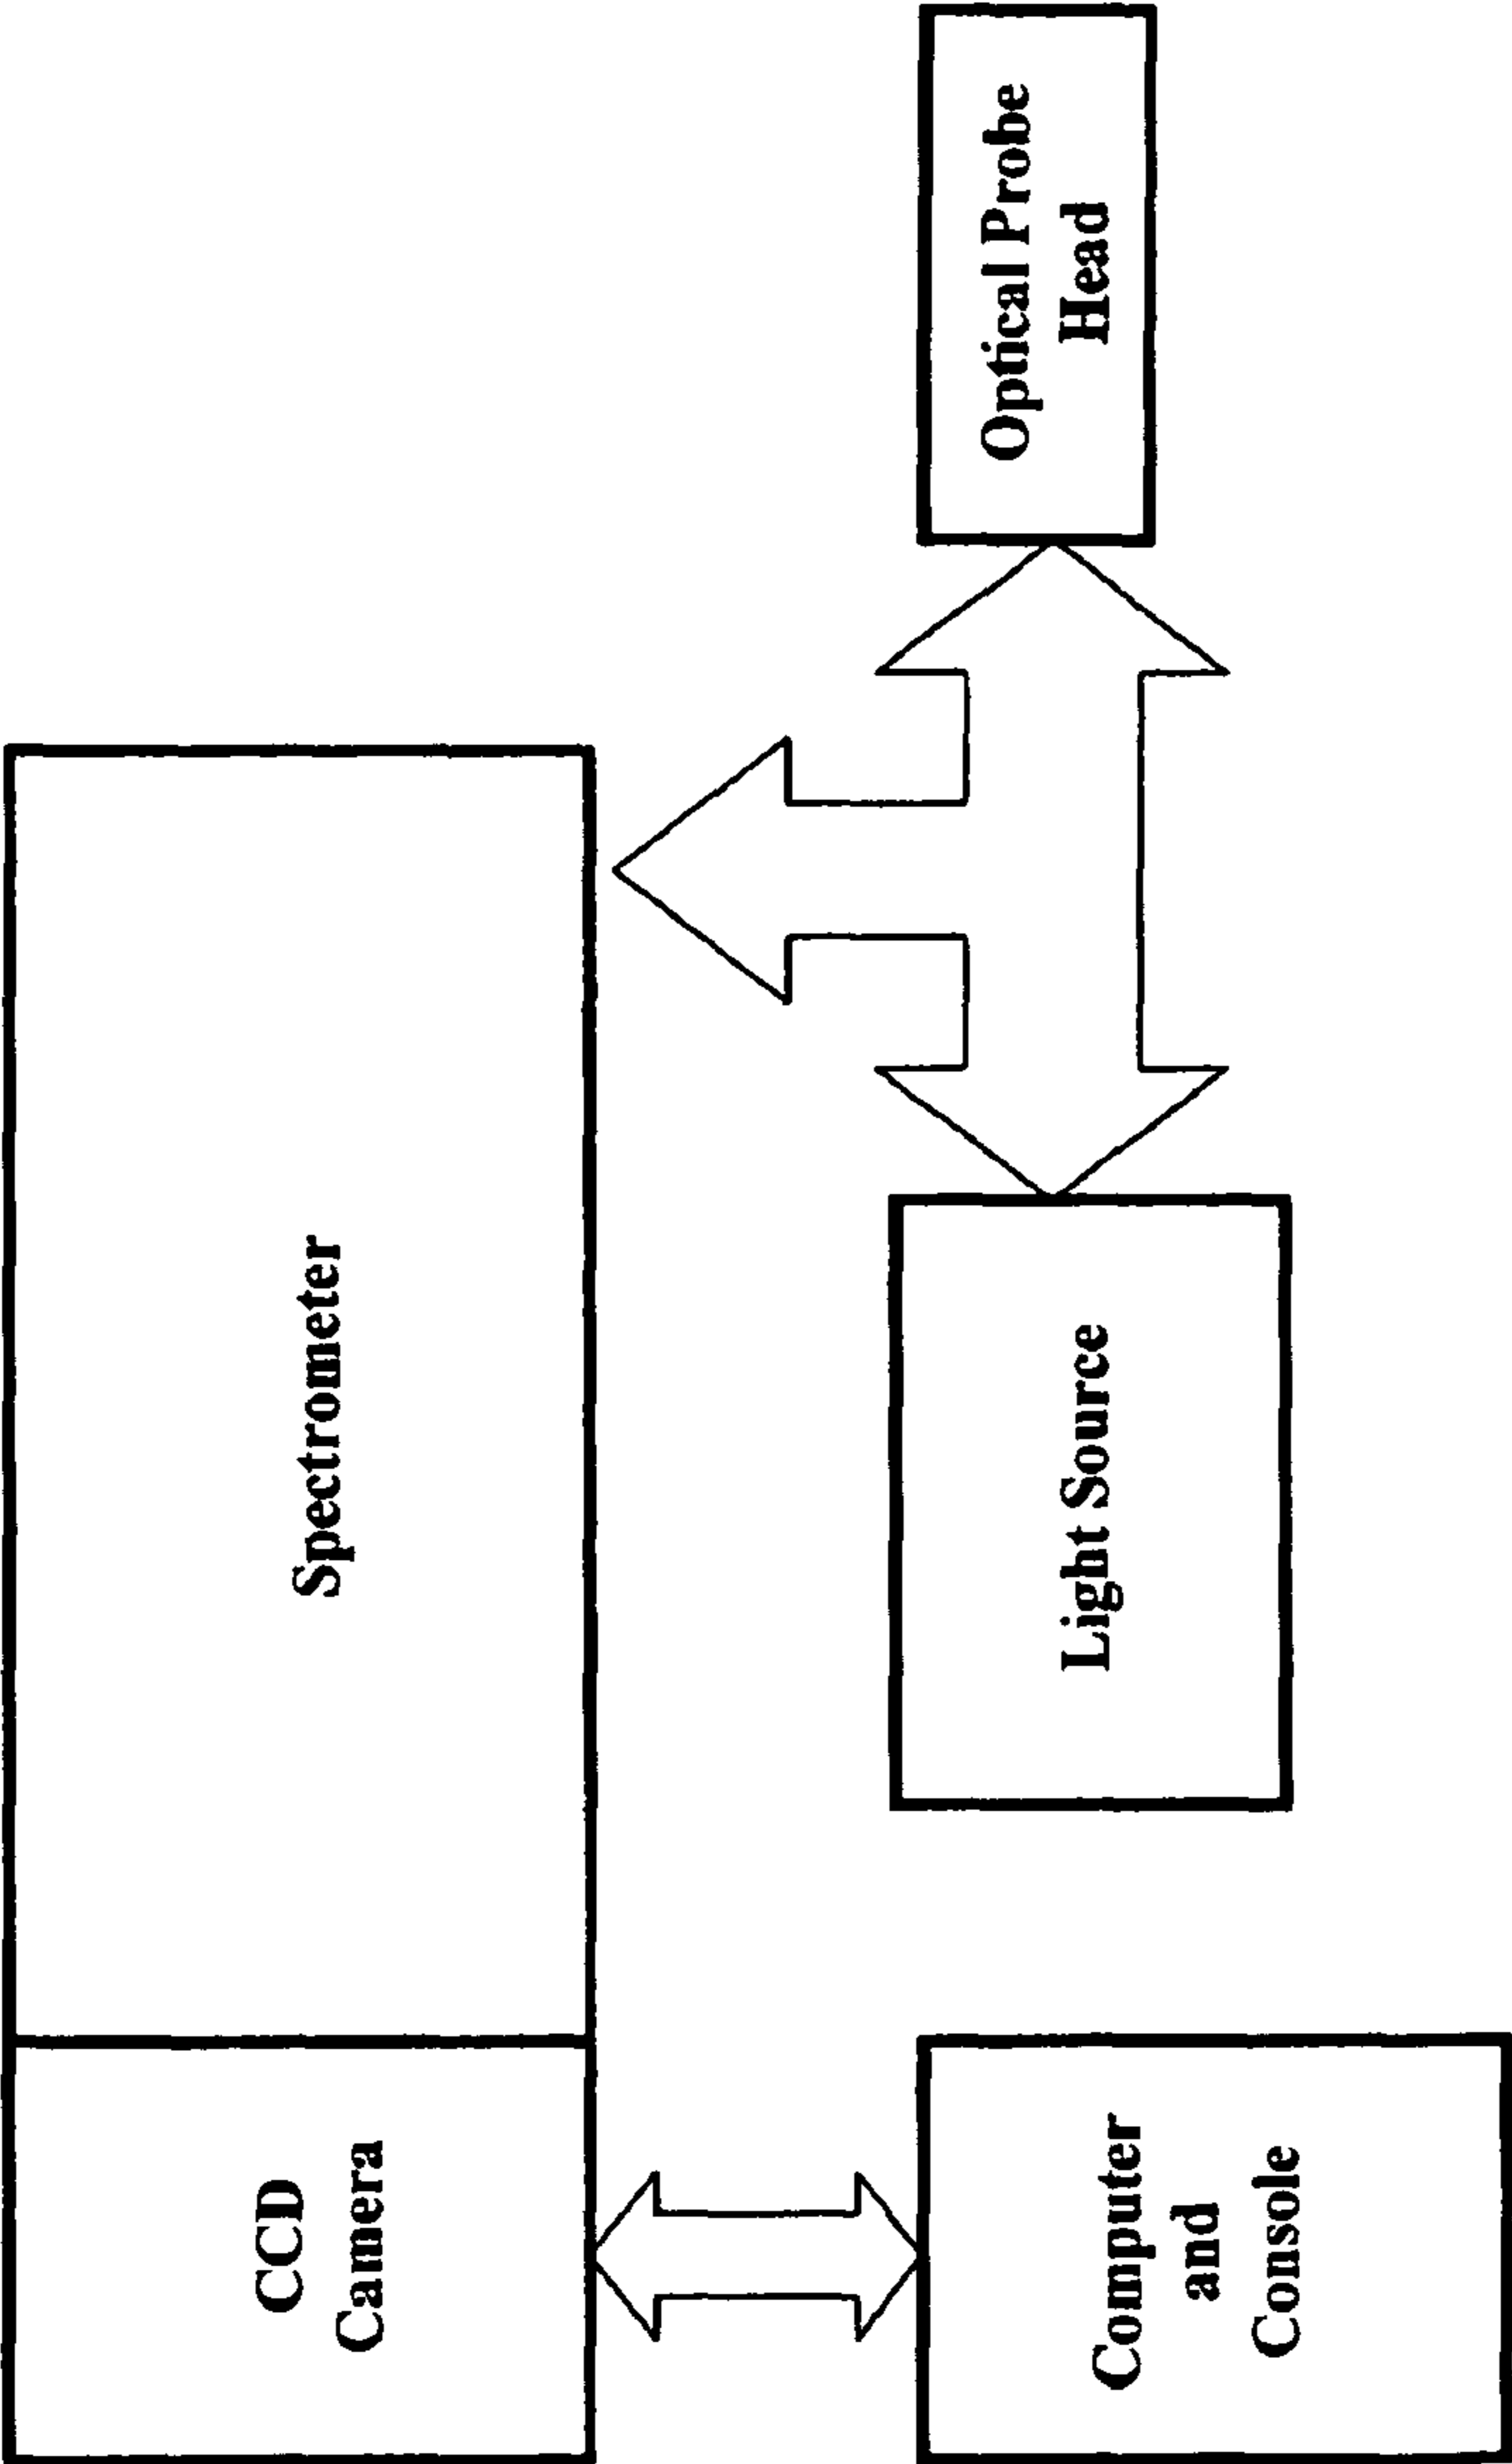 CCD
Camera
Spectrometer
Computer
and
Console
Light Source
Optical Probe
Head